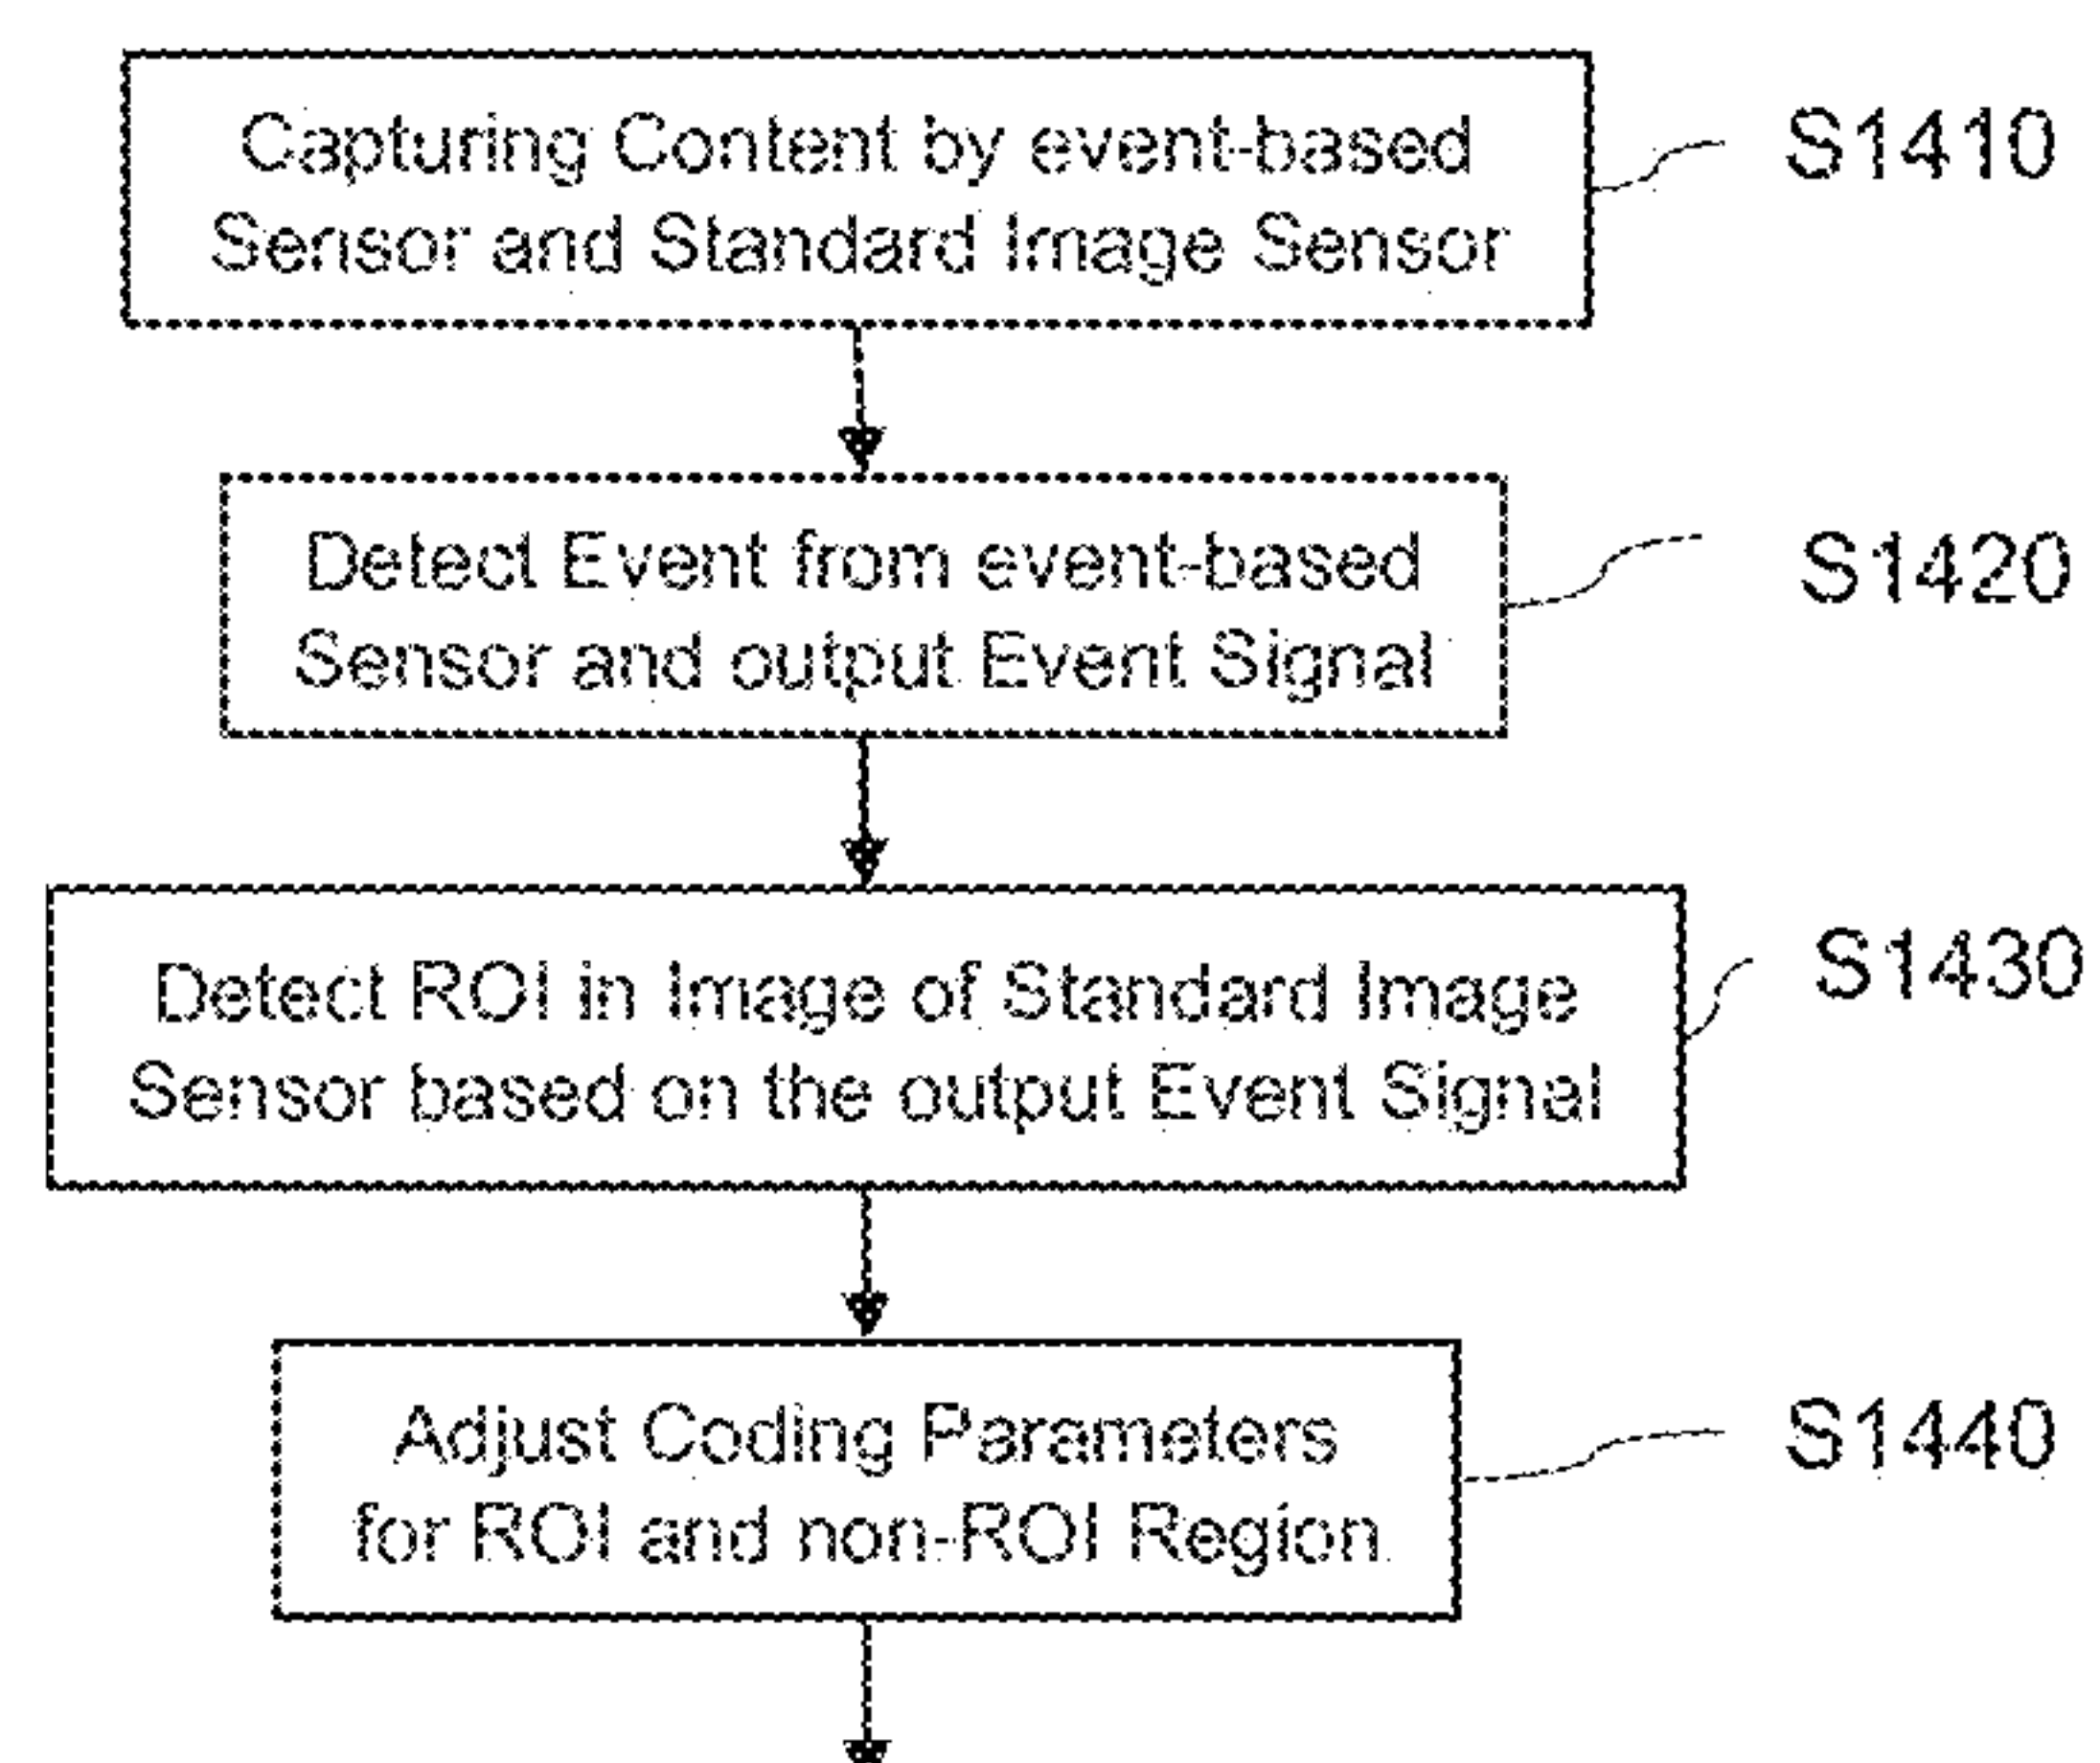 Capturing Content by event-based
Sensor and Standard Image Sensor
S1410
Detect Event from event-based
Sensor and output Event Signal
S1420
Detect ROI in Image of Standard Image
Sensor based on the output Event Signal
S1430
Adjust Coding Parameters
for ROI and non-ROI Region
S1440